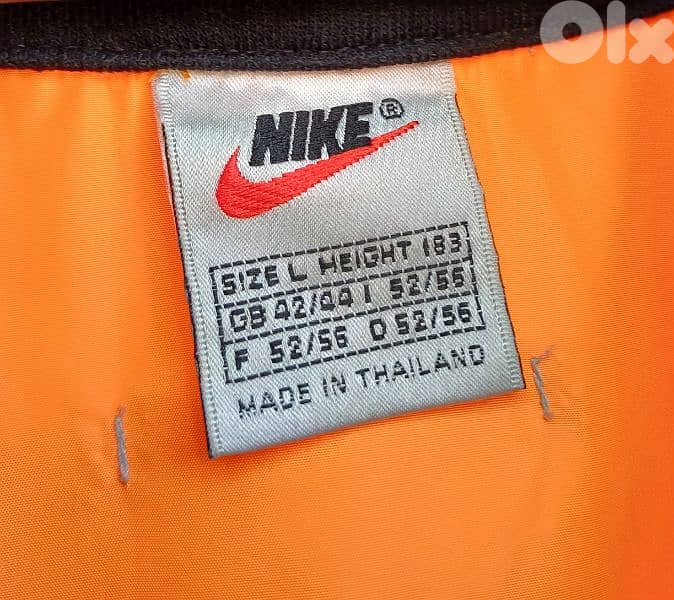 Olx
NIKE®
SIZE L HEIGHT 183
GB 42/44 I 52/56
F 52/56 D 52/56
MADE IN THAILAND